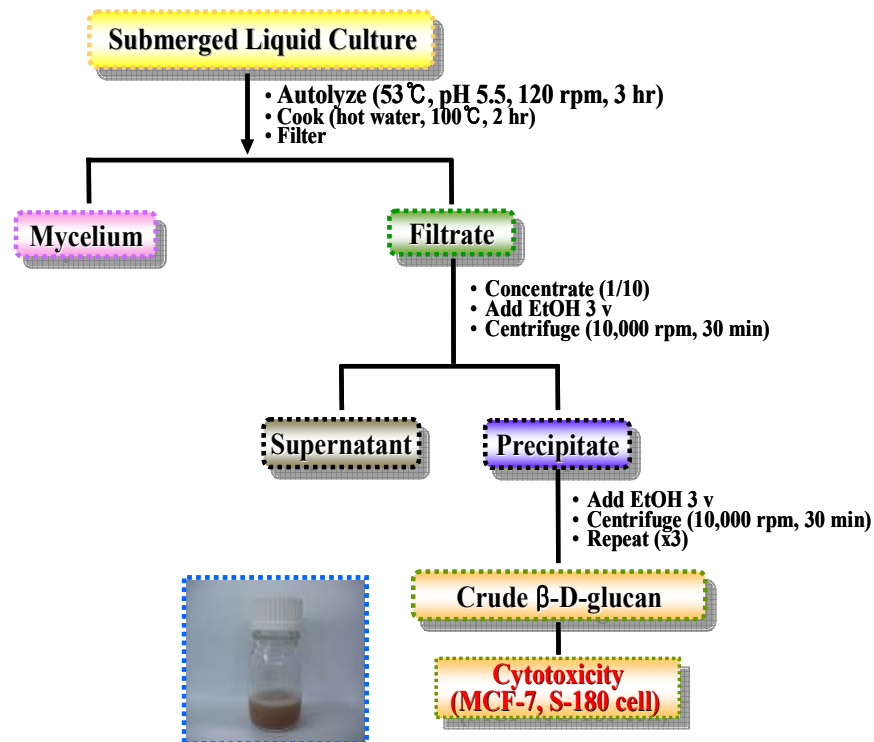 Submerged Liquid Culture
• Autolyze (53℃, pH 5.5, 120 rpm, 3 hr)
• Cook (hot water, 100℃, 2 hr)
• Filter
Mycelium
Filtrate
• Concentrate (1/10)
• Add EtOH 3 v
• Centrifuge (10,000 rpm, 30 min)
Supernatant
Precipitate
• Add EtOH 3 v
• Centrifuge (10,000 rpm, 30 min)
• Repeat (x3)
Crude β-D-glucan
Cytotoxicity
(MCF-7, S-180 cell)